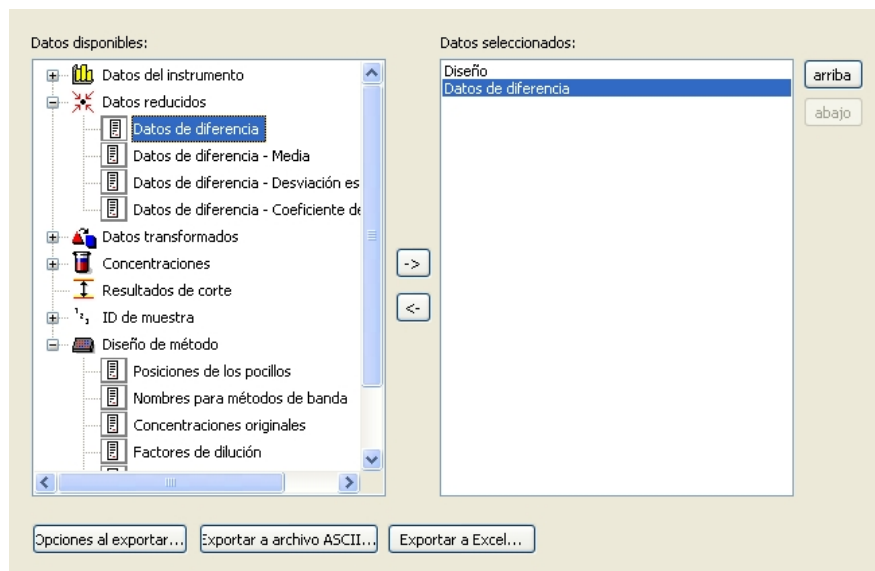 Datos disponibles:
Datos del instrumento
Datos reducidos
Datos de diferencia
Datos de diferencia - Media
Datos de diferencia - Desviación es
Datos de diferencia - Coeficiente de
Datos transformados
Concentraciones
Resultados de corte
ID de muestra
Diseño de método
Posiciones de los pocillos
Nombres para métodos de banda
Concentraciones originales
Factores de dilución
->
<-
Datos seleccionados:
Diseño
Datos de diferencia
arriba
abajo
Opciones al exportar...
Exportar a archivo ASCII...
Exportar a Excel...